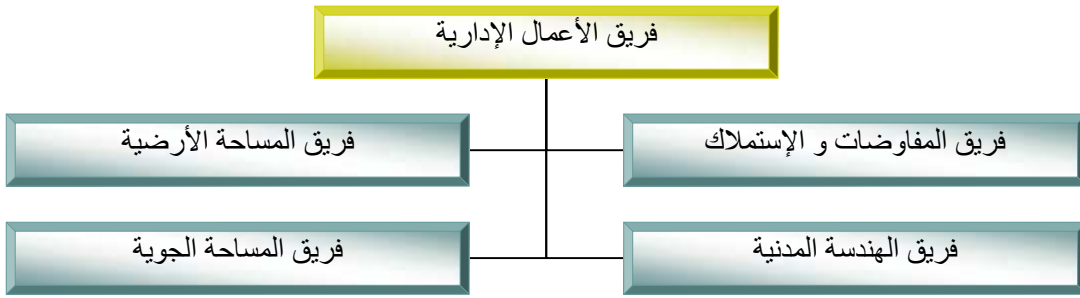 فريق الأعمال الإدارية
فريق المفاوضات و الإستملاك
فريق المساحة الأرضية
فريق الهندسة المدنية
فريق المساحة الجوية